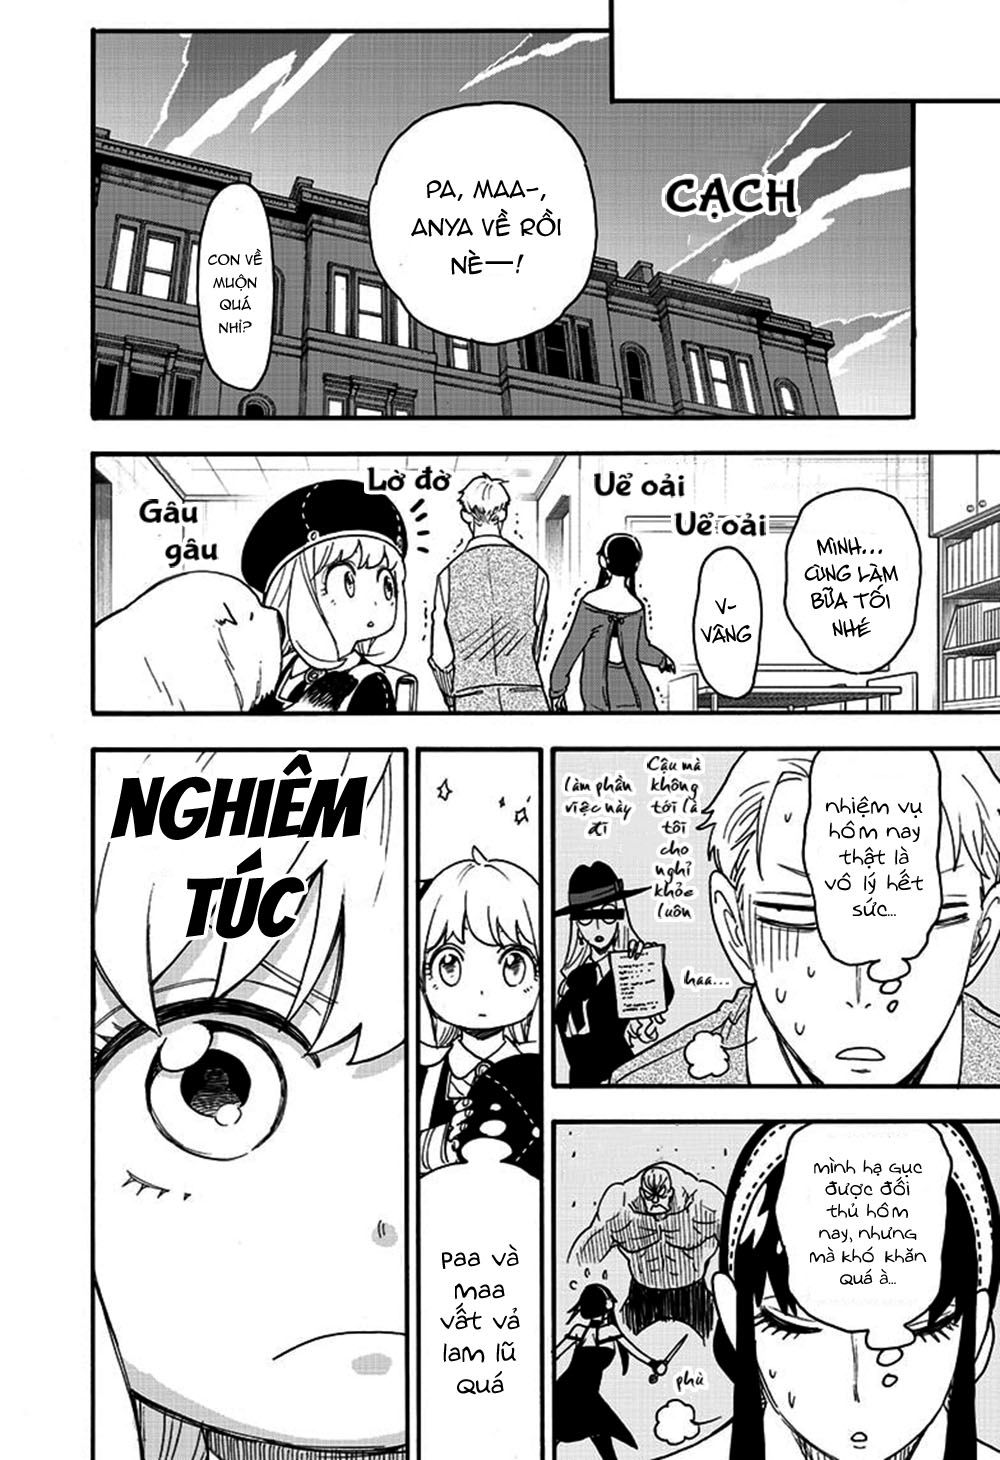 CẠCH
PA, MAA-,
ANYA VỀ RỒI
NÈ—!
CON VỀ
MUỘN
QUÁ
NHỈ?
MÌNH...
CÙNG LÀM
BỮA TỐI
NHÉ
V-
VÂNG
Uể oải
Uể oải
Lờ đờ
Gâu
gâu
nhiệm vụ
hôm nay
thật là
vô lý hết
sức...
Cậu mà
không
tới là
tôi
cho
nghỉ
khỏe
luôn
làm phần
việc này
đi
haa...
mình hạ gục
được đối
thủ hôm
nay, nhưng
mà khó khăn
quá à...
phù
paa và
maa
vất vả
lam lũ
quá
NGHIÊM
TÚC